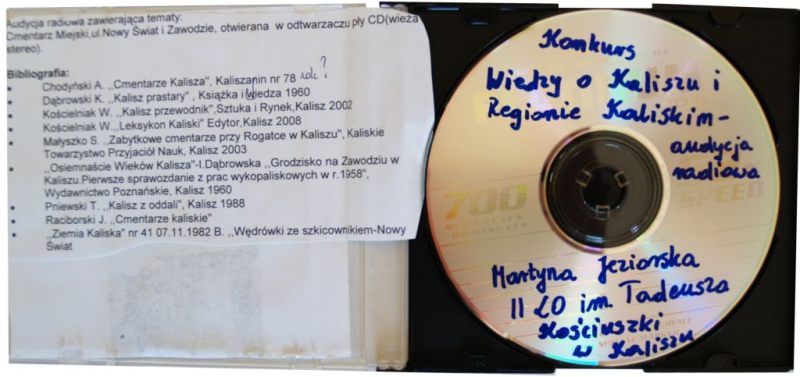 Audycja radiowa zawierająca tematy:
Cmentarz Miejski,ul.Nowy Świat i Zawodzie, otwierana w odtwarzaczu płyty CD(wieża
stereo).
Bibliografia:
Chodyński A. ,,Cmentarze Kalisza", Kaliszanin nr 78 rok?
Dąbrowski K. ,,Kalisz prastary" , Książka i Wiedza 1960
Kościelniak W. ,,Kalisz przewodnik",Sztuka i Rynek,Kalisz 2002
Kościelniak W. ,,Leksykon Kaliski" Edytor,Kalisz 2008
Małyszko S. ,,Zabytkowe cmentarze przy Rogatce w Kaliszu", Kaliskie
Towarzystwo Przyjaciół Nauk, Kalisz 2003
,,Osiemnaście Wieków Kalisza"-I.Dąbrowska ,,Grodzisko na Zawodziu w
Kaliszu.Pierwsze sprawozdanie z prac wykopaliskowych w r.1958",
Wydawnictwo Poznańskie, Kalisz 1960
Pniewski T. ,,Kalisz z oddali", Kalisz 1988
Raciborski J. ,,Cmentarze kaliskie"
,,Ziemia Kaliska" nr 41 07.11.1982 B. ,,Wędrówki ze szkicownikiem-Nowy
Świat
Konkurs
Wiedzy o Kaliszu i
Regionie Kaliskim-
audycja
radiowa
700
SPEED
Martyna Jeziorska
II LO im. Tadeusza
Kościuszki
w Kaliszu